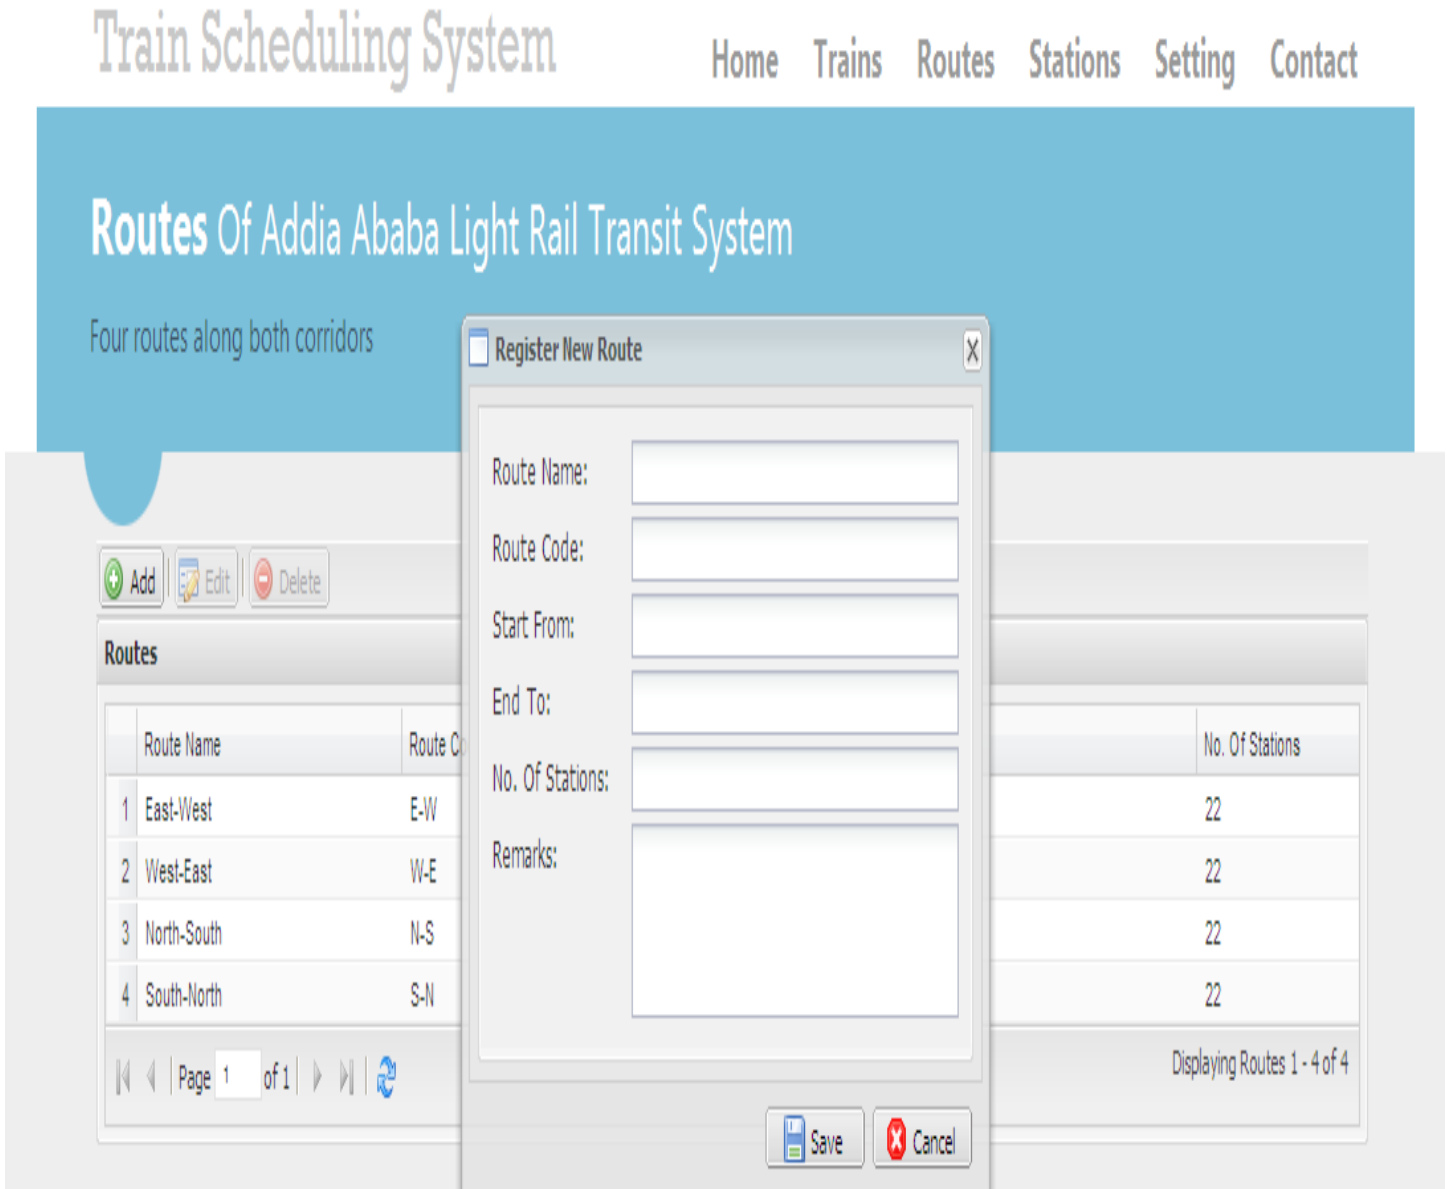 Train Scheduling System
Home Trains Routes Stations Setting Contact
Routes Of Addia Ababa Light Rail Transit System
Four routes along both corridors
Register New Route
Route Name:
Route Code:
Start From:
End To:
No. Of Stations:
Remarks:
Save Cancel
Add Edit Delete
Routes
Route Name Route No. Of Stations
1 East-West E-W 22
2 West-East W-E 22
3 North-South N-S 22
4 South-North S-N 22
Page 1 of 1 Displaying Routes 1 - 4 of 4